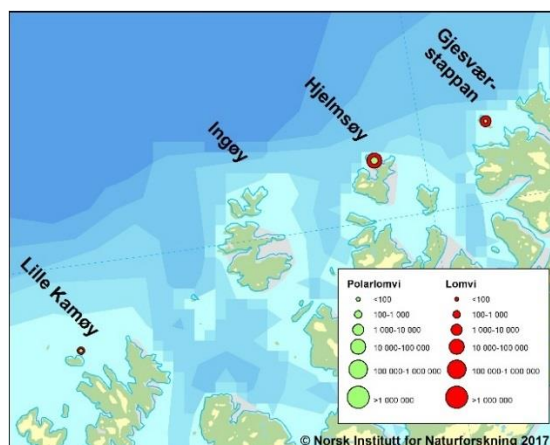 Gjesvær-
stappan
Hjelmsøy
Ingøy
Lille Kamøy
Polarlomvi Lomvi
<100 <100
100-1 000 100-1 000
1 000-10 000 1 000-10 000
10 000-100 000 10 000-100 000
100 000-1 000 000 100 000-1 000 000
>1 000 000 >1 000 000
© Norsk Institutt for Naturforskning 2017